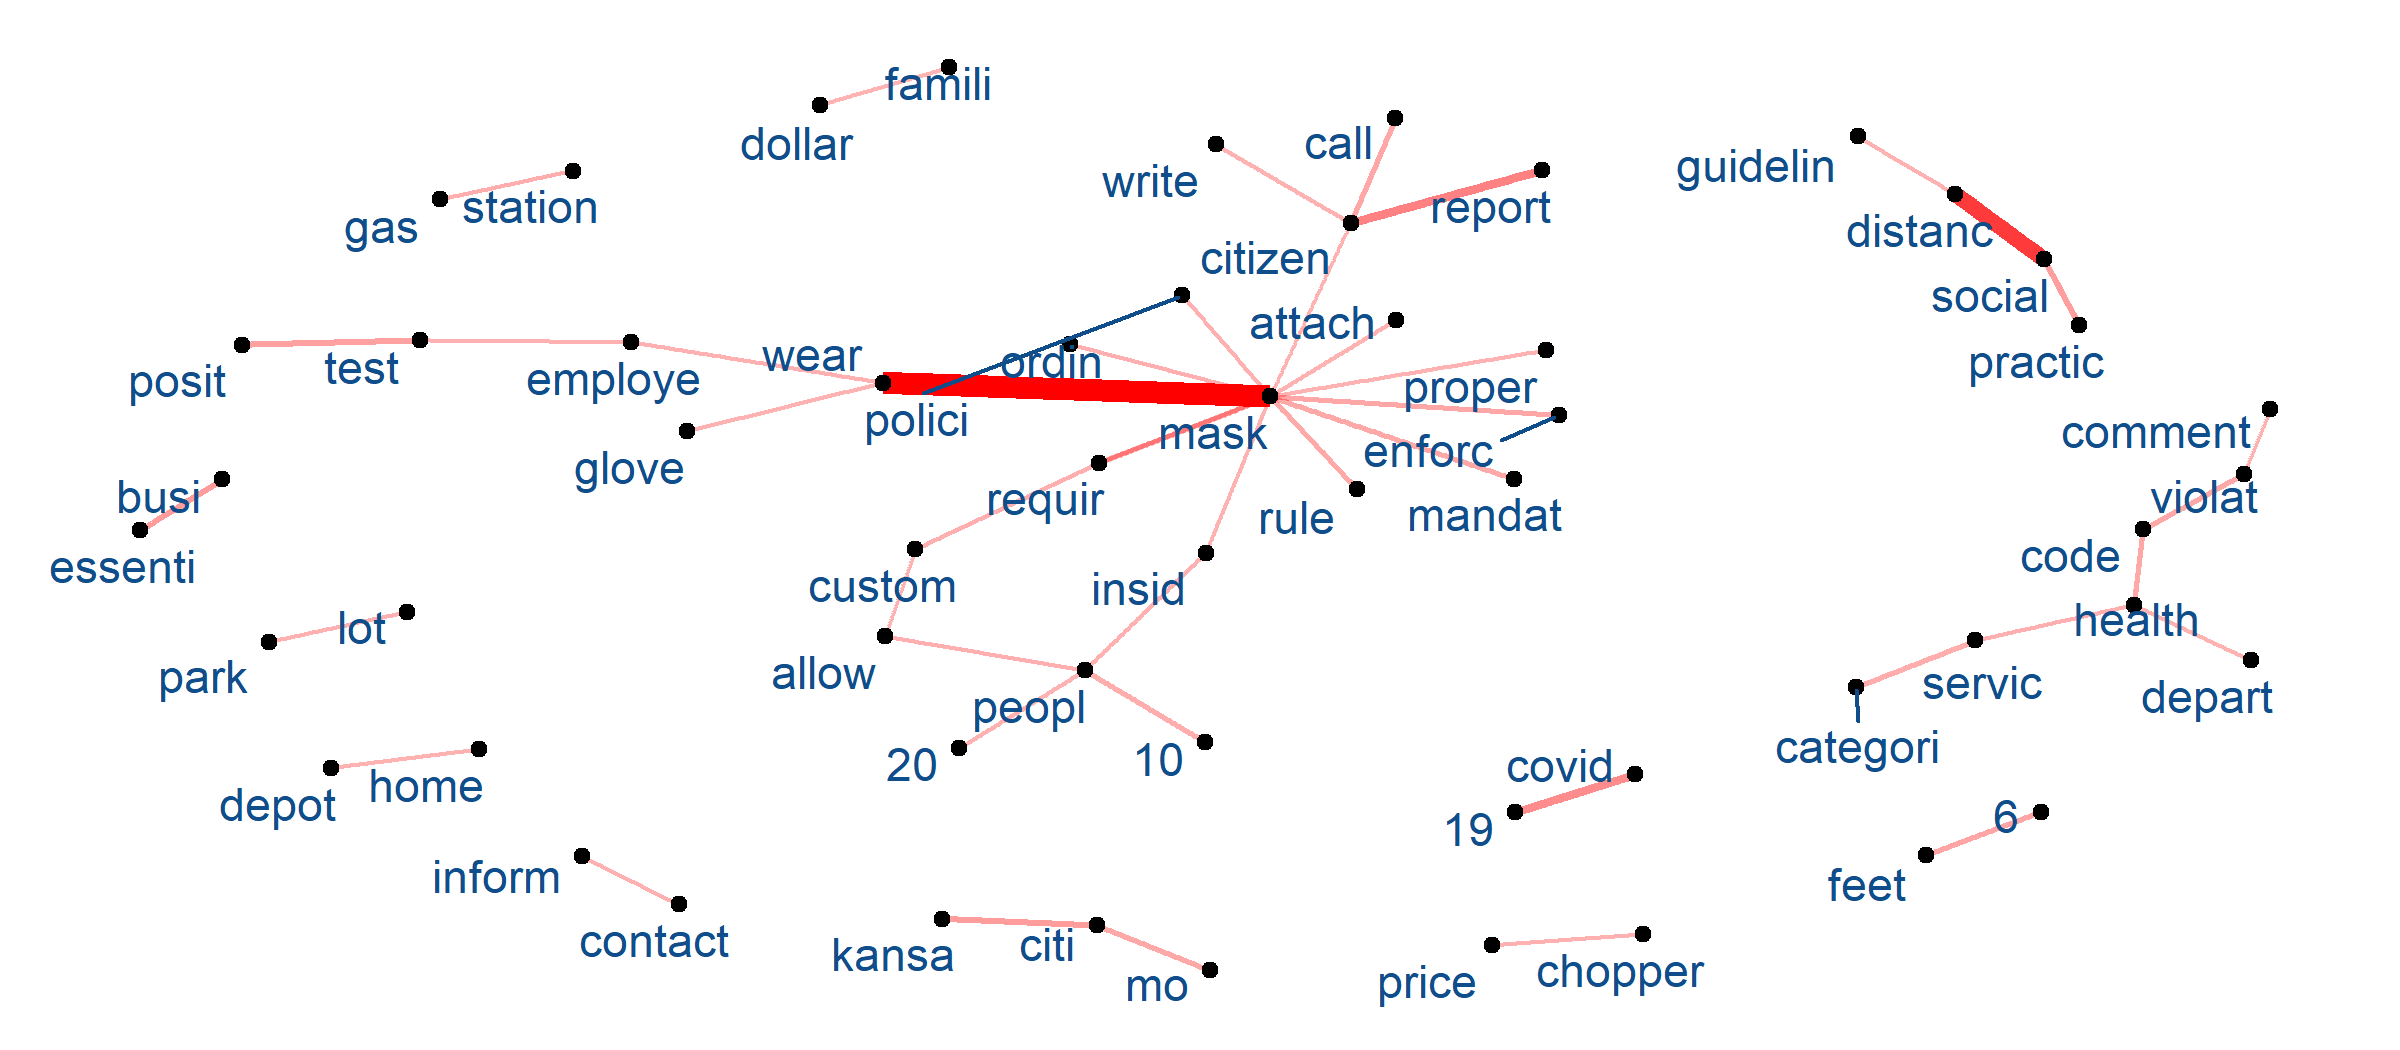 famili
dollar
call
write
guidelin
station
report
gas
distanc
citizen
social
attach
wear
ordin
practic
test
posit
employe
proper
polici
mask
comment
enforc
glove
busi
requir
violat
rule
mandat
code
essenti
custom
insid
health
lot
allow
park
servic
depart
peopl
categori
10
20
covid
home
depot
6
19
inform
feet
contact
citi
kansa
chopper
price
mo